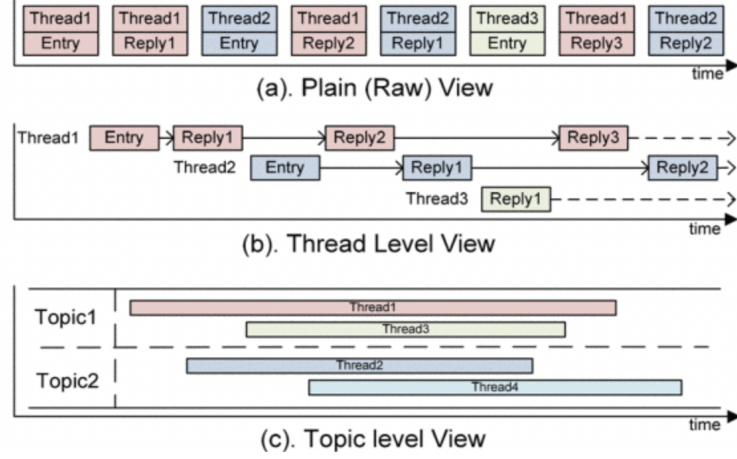 Thread1 Thread1 Thread2 Thread1 Thread2 Thread3 Thread1 Thread2
Entry Reply1 Entry Reply2 Reply1 Entry Reply3 Reply2
time
(a). Plain (Raw) View
Thread1 Entry Reply1 Reply2 Reply3
Thread2 Entry Reply1 Reply2
Thread3 Reply1
time
(b). Thread Level View
Topic1 Thread1
Thread3
Topic2 Thread2
Thread4
time
(c). Topic level View